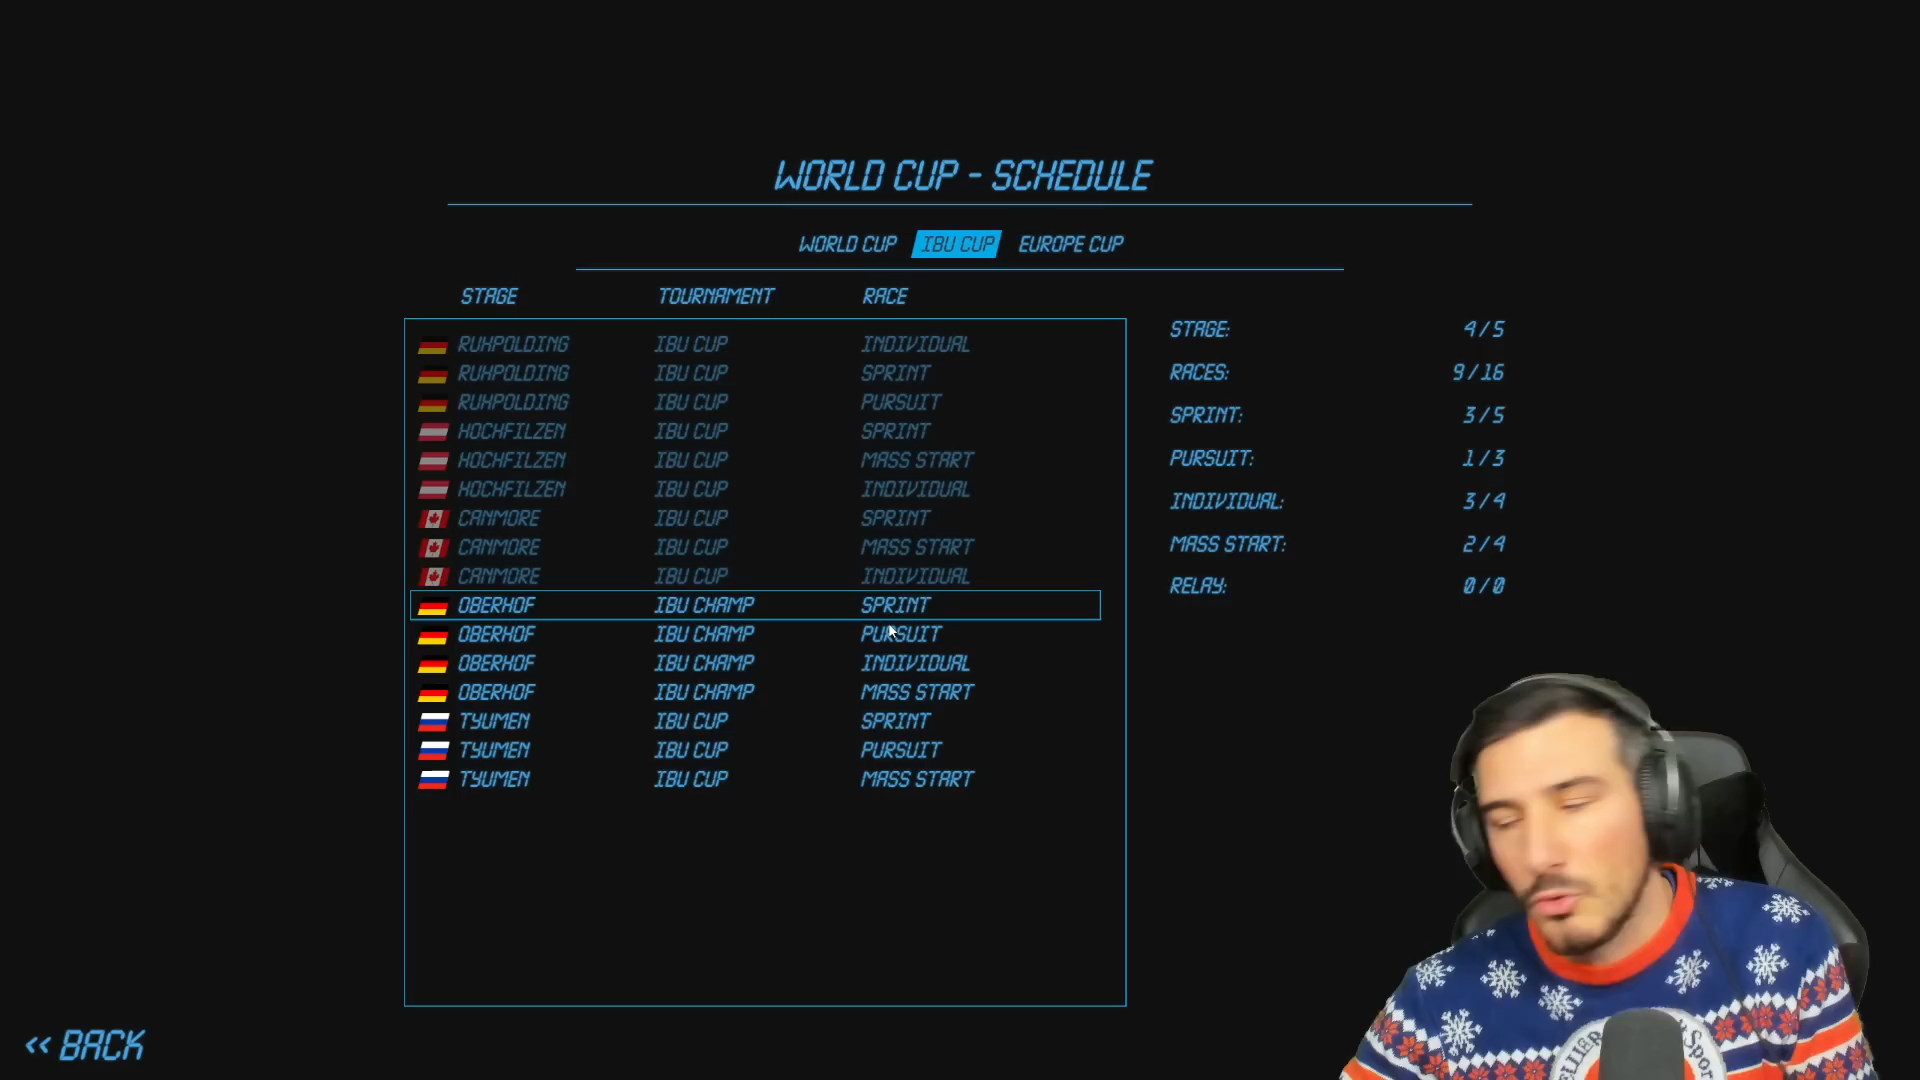 WORLD CUP - SCHEDULE
WORLD CUP IBU CUP EUROPE CUP
STAGE TOURNAMENT RACE
RUHPOLDING IBU CUP INDIVIDUAL
RUHPOLDING IBU CUP SPRINT
RUHPOLDING IBU CUP PURSUIT
HOCHFILZEN IBU CUP SPRINT
HOCHFILZEN IBU CUP MASS START
HOCHFILZEN IBU CUP INDIVIDUAL
CANMORE IBU CUP SPRINT
CANMORE IBU CUP MASS START
CANMORE IBU CUP INDIVIDUAL
OBERHOF IBU CHAMP SPRINT
OBERHOF IBU CHAMP PURSUIT
OBERHOF IBU CHAMP INDIVIDUAL
OBERHOF IBU CHAMP MASS START
TYUMEN IBU CUP SPRINT
TYUMEN IBU CUP PURSUIT
TYUMEN IBU CUP MASS START
STAGE: 4/5
RACES: 9/16
SPRINT: 3/5
PURSUIT: 1/3
INDIVIDUAL: 3/4
MASS START: 2/4
RELAY: 0/0
<< BACK